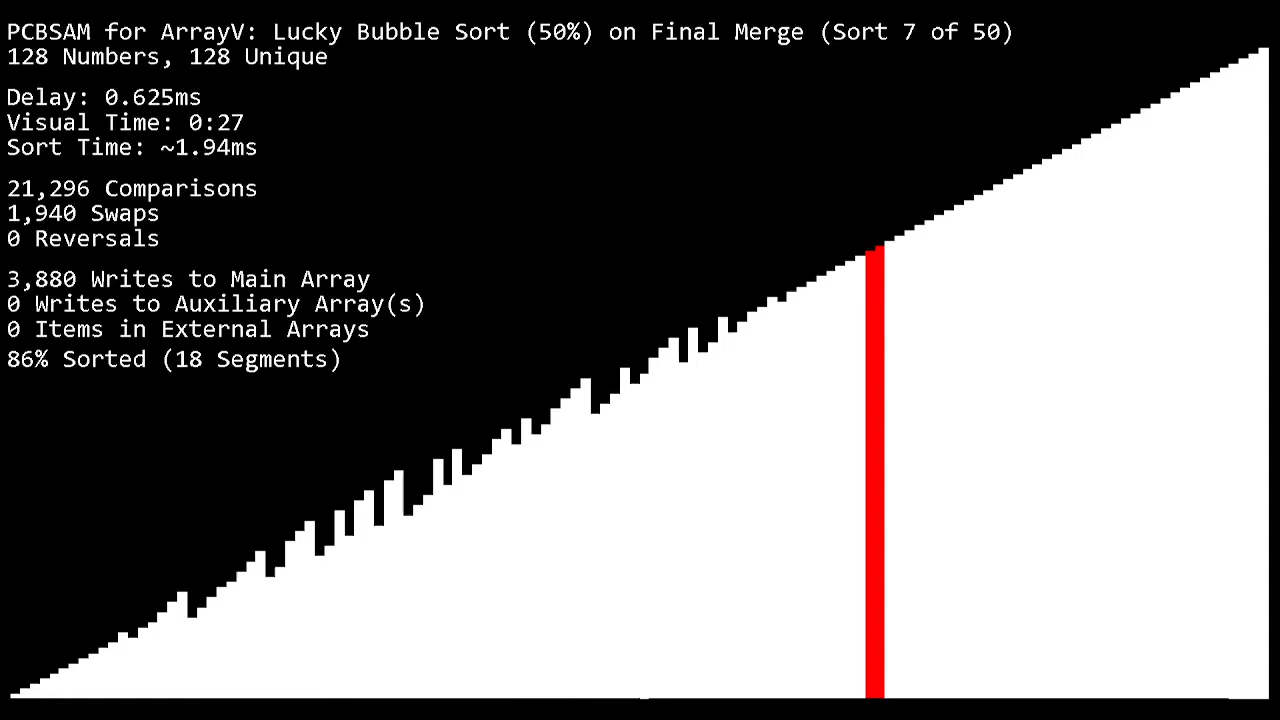 PCBSAM for ArrayV: Lucky Bubble Sort (50%) on Final Merge (Sort 7 of 50)
128 Numbers, 128 Unique
Delay: 0.625ms
Visual Time: 0:27
Sort Time: ~1.94ms
21,296 Comparisons
1,940 Swaps
0 Reversals
3,880 Writes to Main Array
0 Writes to Auxiliary Array(s)
0 Items in External Arrays
86% Sorted (18 Segments)